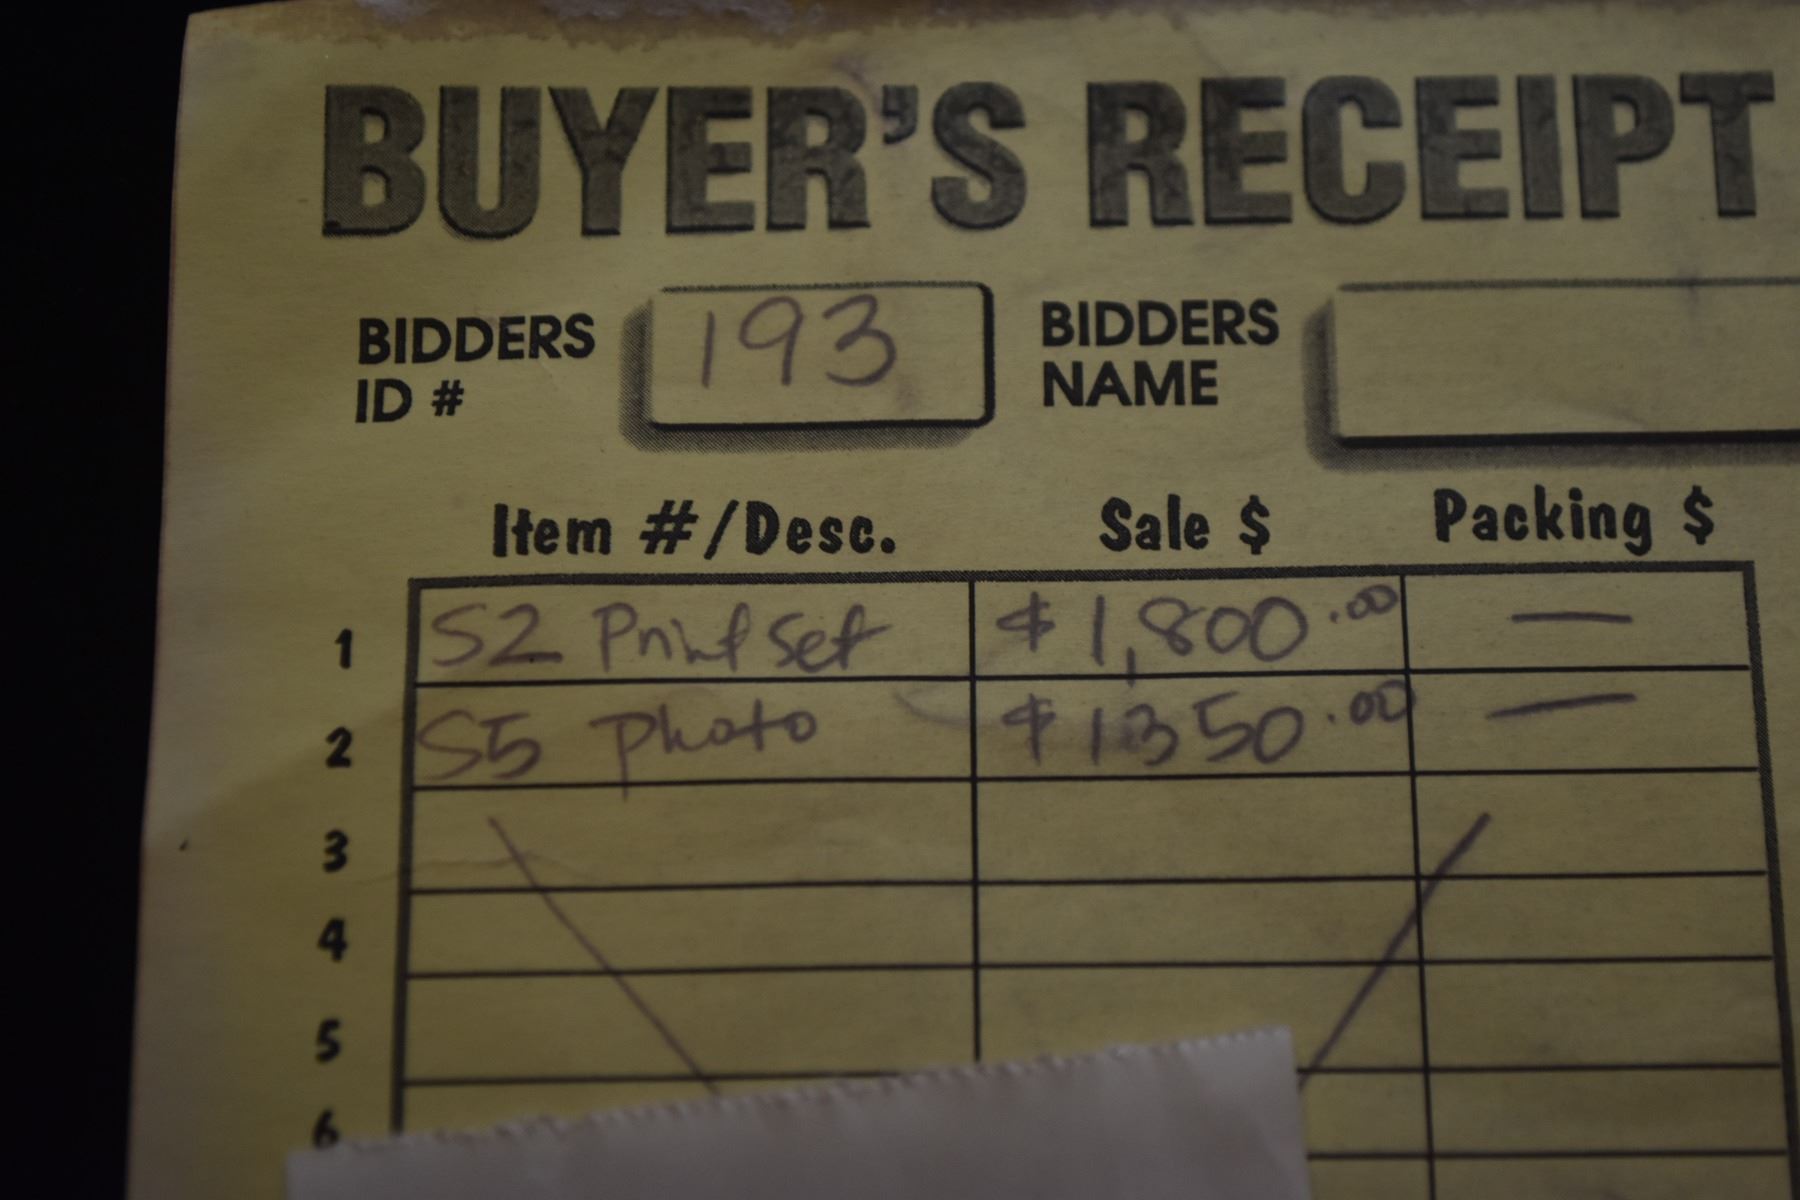 BUYER'S RECEIPT
BIDDERS ID # 193 BIDDERS NAME
Item #/Desc. Sale $ Packing $
1 S2 Print Set $1,800.00 —
2 S5 Photo $1350.00 —
3
4
5
6